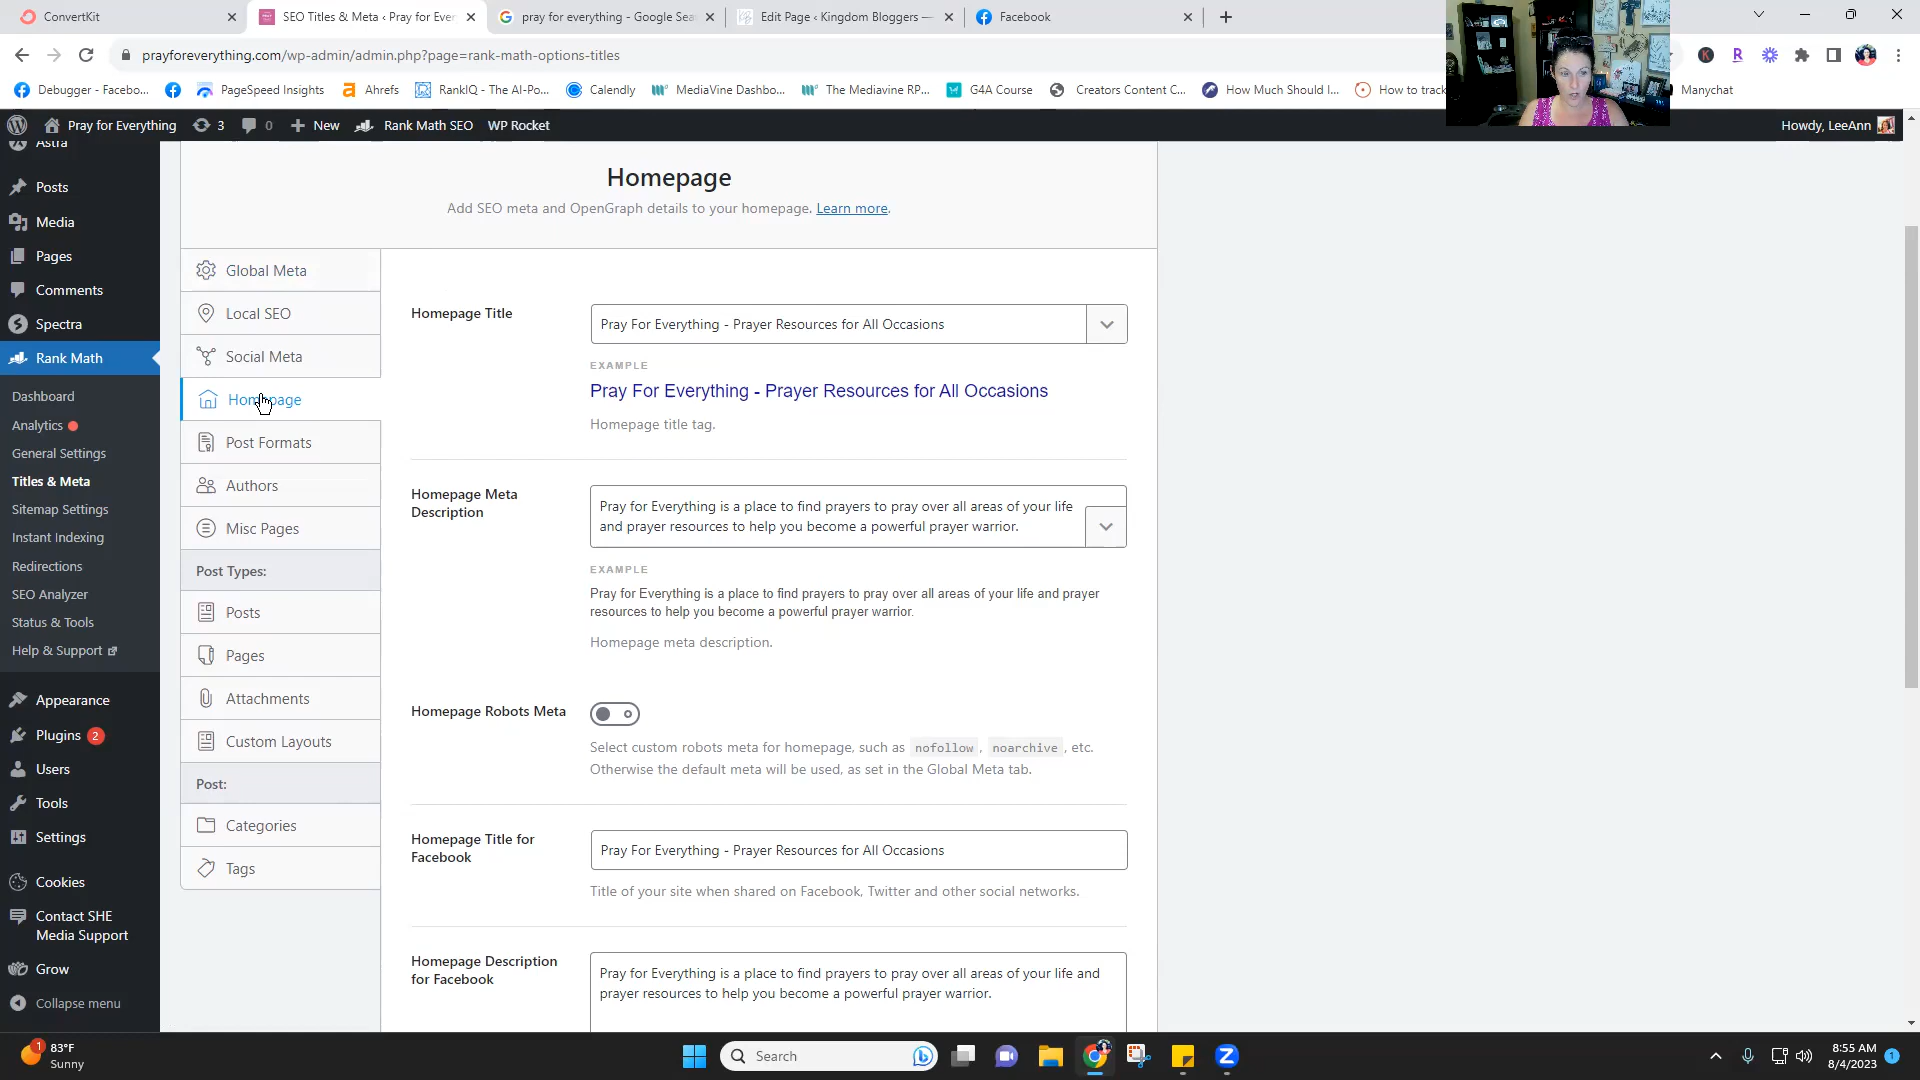 ConvertKit
SEO Titles & Meta ‹ Pray for Ever
pray for everything - Google Sea
Edit Page ‹ Kingdom Bloggers —
Facebook
prayforeverything.com/wp-admin/admin.php?page=rank-math-options-titles
Debugger - Facebo...
PageSpeed Insights
Ahrefs
RankIQ - The AI-Po...
Calendly
MediaVine Dashbo...
The Mediavine RP...
G4A Course
Creators Content C...
How Much Should I...
How to track
Manychat
Pray for Everything
3
0
New
Rank Math SEO
WP Rocket
Howdy, LeeAnn
Astra
Posts
Media
Pages
Comments
Spectra
Rank Math
Dashboard
Analytics
General Settings
Titles & Meta
Sitemap Settings
Instant Indexing
Redirections
SEO Analyzer
Status & Tools
Help & Support
Appearance
Plugins 2
Users
Tools
Settings
Cookies
Contact SHE
Media Support
Grow
Collapse menu
Homepage
Add SEO meta and OpenGraph details to your homepage. Learn more.
Global Meta
Local SEO
Social Meta
Homepage
Post Formats
Authors
Misc Pages
Post Types:
Posts
Pages
Attachments
Custom Layouts
Post:
Categories
Tags
Homepage Title
Pray For Everything - Prayer Resources for All Occasions
EXAMPLE
Pray For Everything - Prayer Resources for All Occasions
Homepage title tag.
Homepage Meta
Description
Pray for Everything is a place to find prayers to pray over all areas of your life
and prayer resources to help you become a powerful prayer warrior.
EXAMPLE
Pray for Everything is a place to find prayers to pray over all areas of your life and prayer
resources to help you become a powerful prayer warrior.
Homepage meta description.
Homepage Robots Meta
Select custom robots meta for homepage, such as nofollow, noarchive, etc.
Otherwise the default meta will be used, as set in the Global Meta tab.
Homepage Title for
Facebook
Pray For Everything - Prayer Resources for All Occasions
Title of your site when shared on Facebook, Twitter and other social networks.
Homepage Description
for Facebook
Pray for Everything is a place to find prayers to pray over all areas of your life and
prayer resources to help you become a powerful prayer warrior.
1
83°F
Sunny
Search
8:55 AM
8/4/2023
1